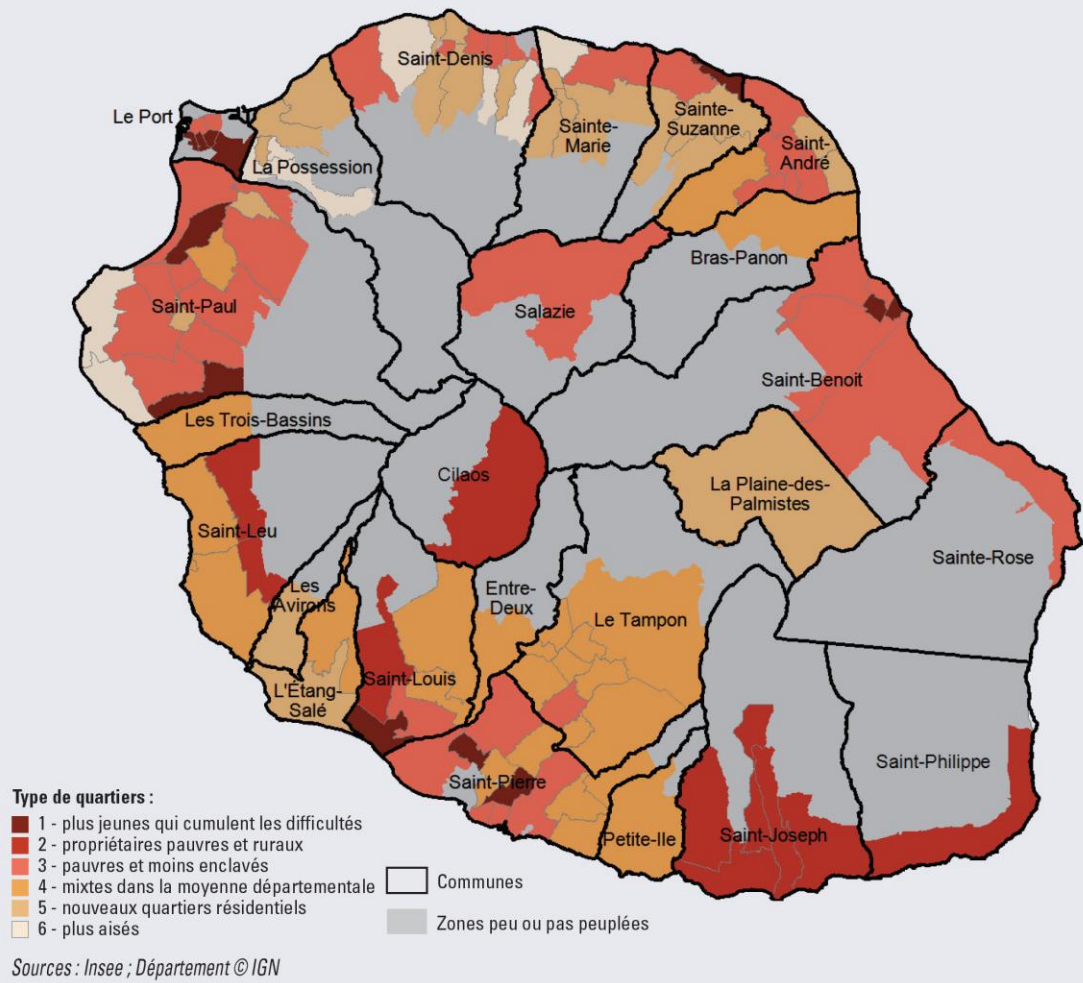 Saint-Denis
Le Port
La Possession
Sainte-
Marie
Sainte-
Suzanne
Saint-
André
Bras-Panon
Saint-Paul
Salazie
Saint-Benoit
Les Trois-Bassins
Cilaos
La Plaine-des-
Palmistes
Saint-Leu
Sainte-Rose
Les
Avirons
Entre-
Deux
Le Tampon
L'Étang-
Salé
Saint-Louis
Saint-Pierre
Petite-Ile
Saint-Joseph
Saint-Philippe
Type de quartiers :
1 - plus jeunes qui cumulent les difficultés
2 - propriétaires pauvres et ruraux
3 - pauvres et moins enclavés
4 - mixtes dans la moyenne départementale
5 - nouveaux quartiers résidentiels
6 - plus aisés
Communes
Zones peu ou pas peuplées
Sources : Insee ; Département © IGN